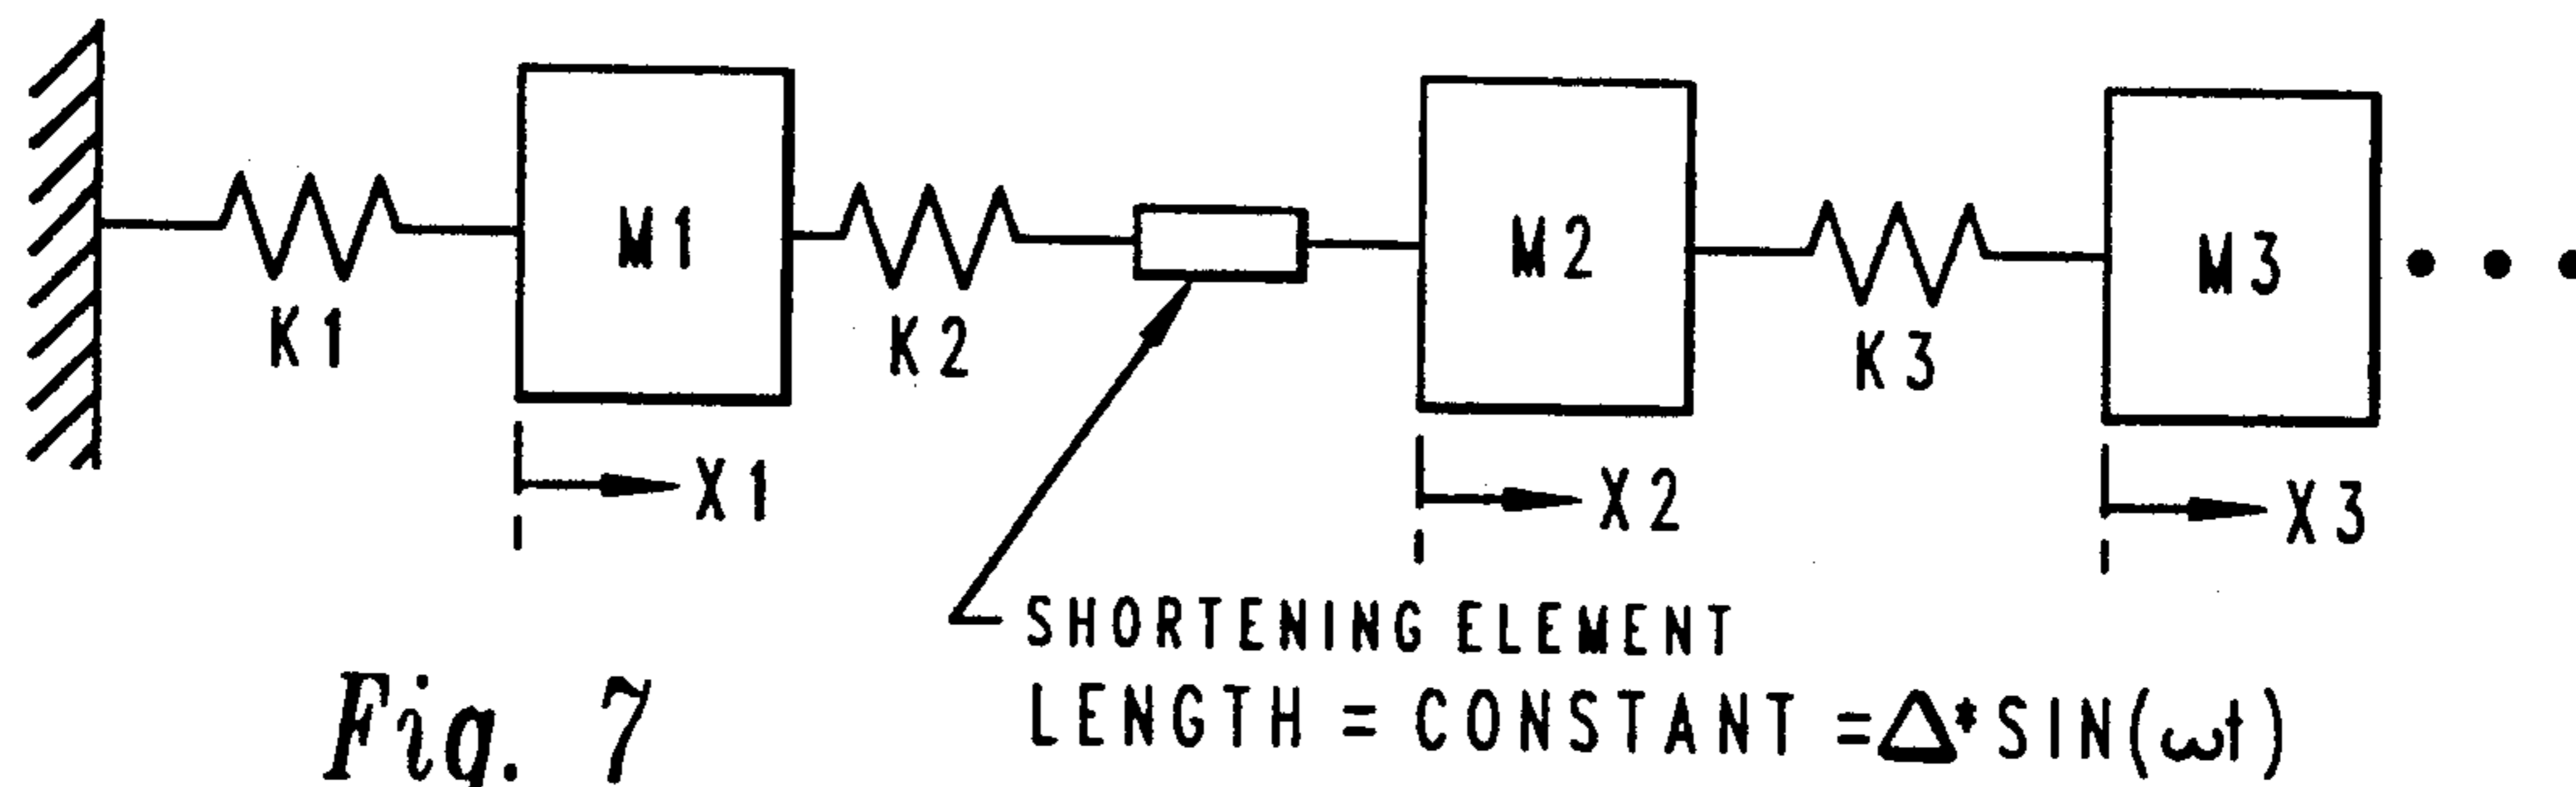 M1
M2
M3
K1
K2
K3
X1
X2
X3
SHORTENING ELEMENT
LENGTH = CONSTANT =Δ*SIN(ωt)
Fig. 7